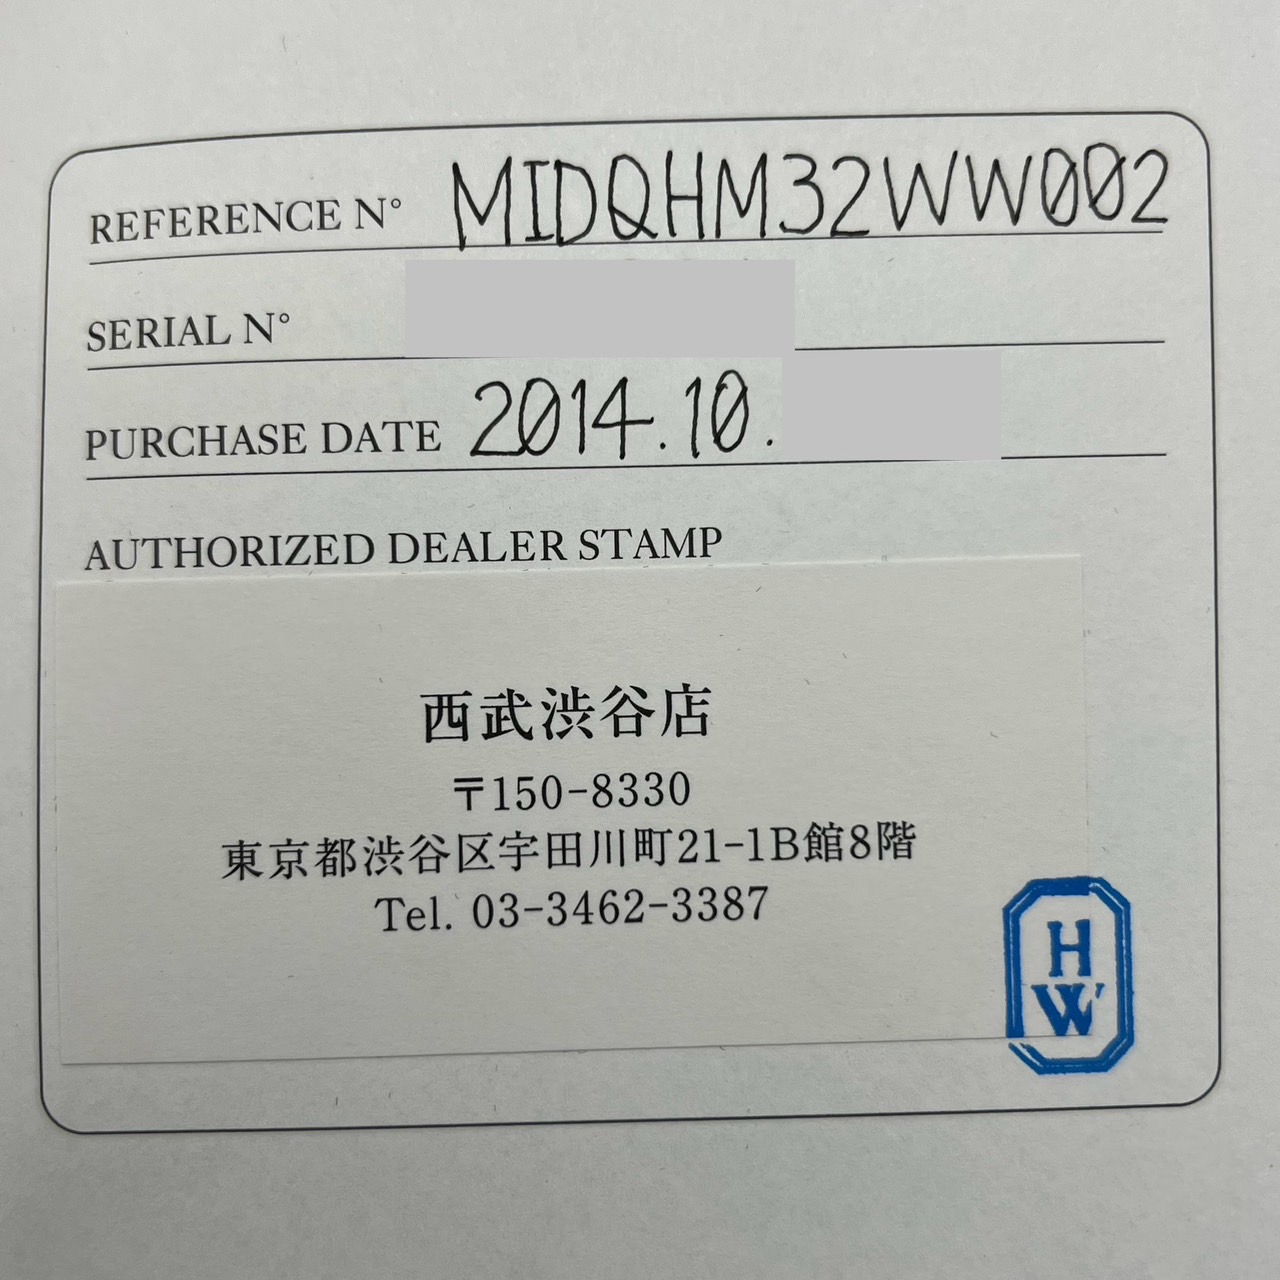 REFERENCE N° MIDQHM32WW002
SERIAL N°
PURCHASE DATE 2014.10.
AUTHORIZED DEALER STAMP
西武渋谷店
〒150-8330
東京都渋谷区宇田川町21-1B館8階
Tel. 03-3462-3387
H
W